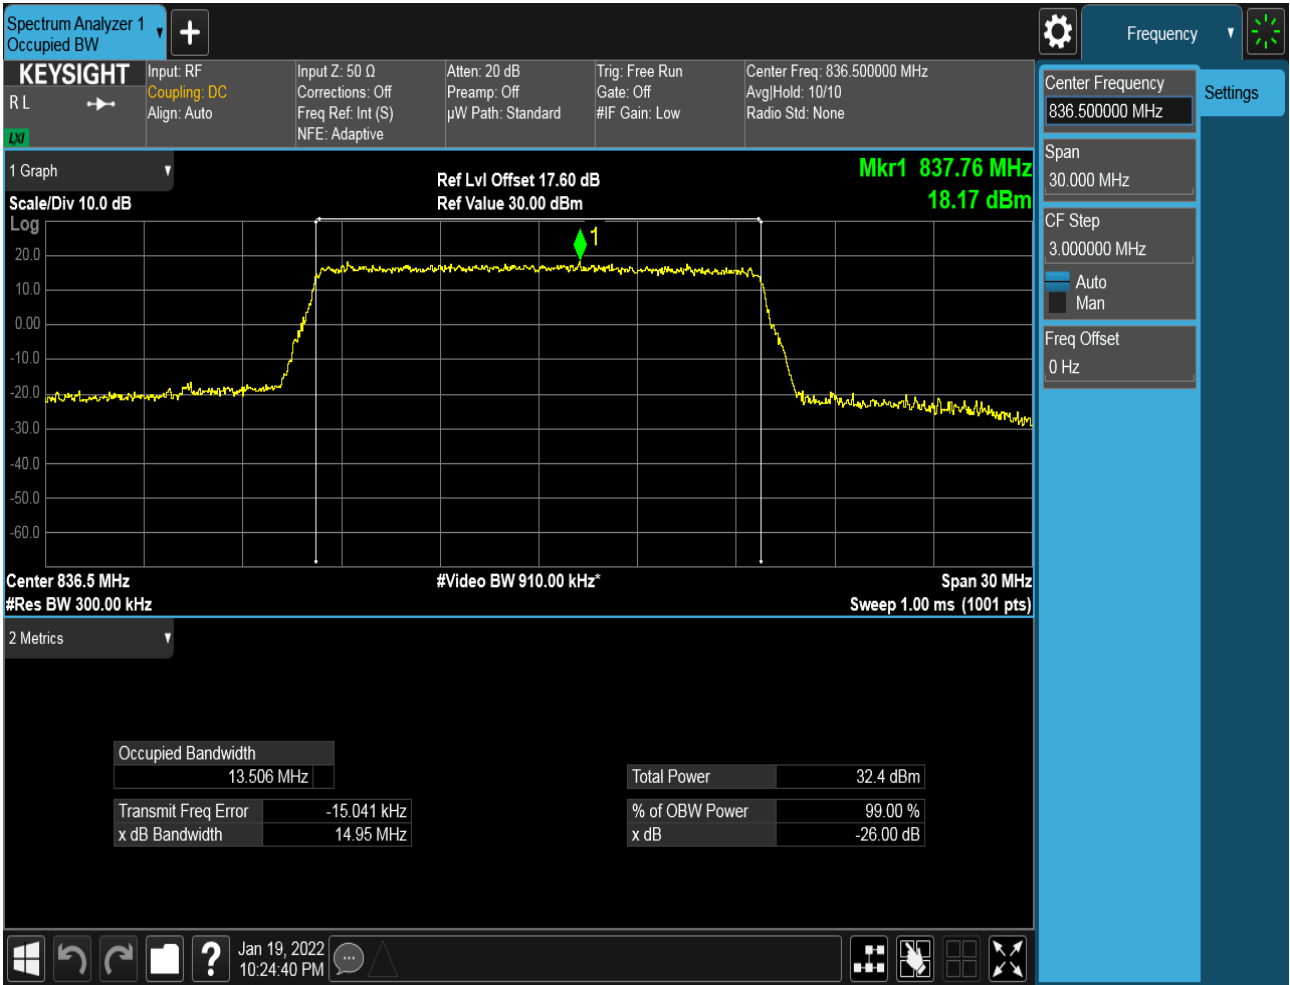 Spectrum Analyzer 1
Occupied BW
Frequency
KEYSIGHT
R L
LXI
Input: RF
Coupling: DC
Align: Auto
Input Z: 50 Ω
Corrections: Off
Freq Ref: Int (S)
NFE: Adaptive
Atten: 20 dB
Preamp: Off
µW Path: Standard
Trig: Free Run
Gate: Off
#IF Gain: Low
Center Freq: 836.500000 MHz
Avg|Hold: 10/10
Radio Std: None
Center Frequency
836.500000 MHz
Settings
Span
30.000 MHz
CF Step
3.000000 MHz
Auto
Man
Freq Offset
0 Hz
1 Graph
Scale/Div 10.0 dB
Ref Lvl Offset 17.60 dB
Ref Value 30.00 dBm
Mkr1 837.76 MHz
18.17 dBm
Log
1
20.0
10.0
0.00
-10.0
-20.0
-30.0
-40.0
-50.0
-60.0
Center 836.5 MHz
#Video BW 910.00 kHz*
Span 30 MHz
#Res BW 300.00 kHz
Sweep 1.00 ms (1001 pts)
2 Metrics
Occupied Bandwidth
13.506 MHz
Total Power 32.4 dBm
Transmit Freq Error -15.041 kHz
% of OBW Power 99.00 %
x dB Bandwidth 14.95 MHz
x dB -26.00 dB
?
Jan 19, 2022
10:24:40 PM